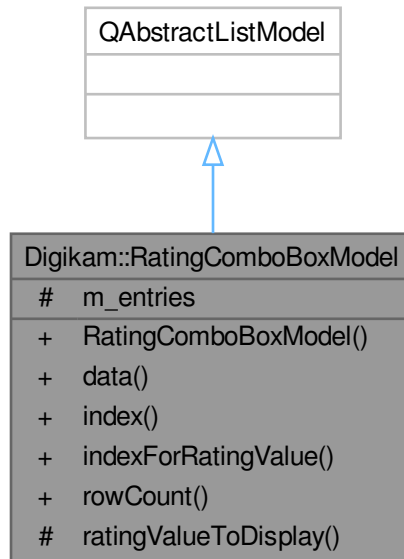 QAbstractListModel
Digikam::RatingComboBoxModel
# m_entries
+ RatingComboBoxModel()
+ data()
+ index()
+ indexForRatingValue()
+ rowCount()
# ratingValueToDisplay()